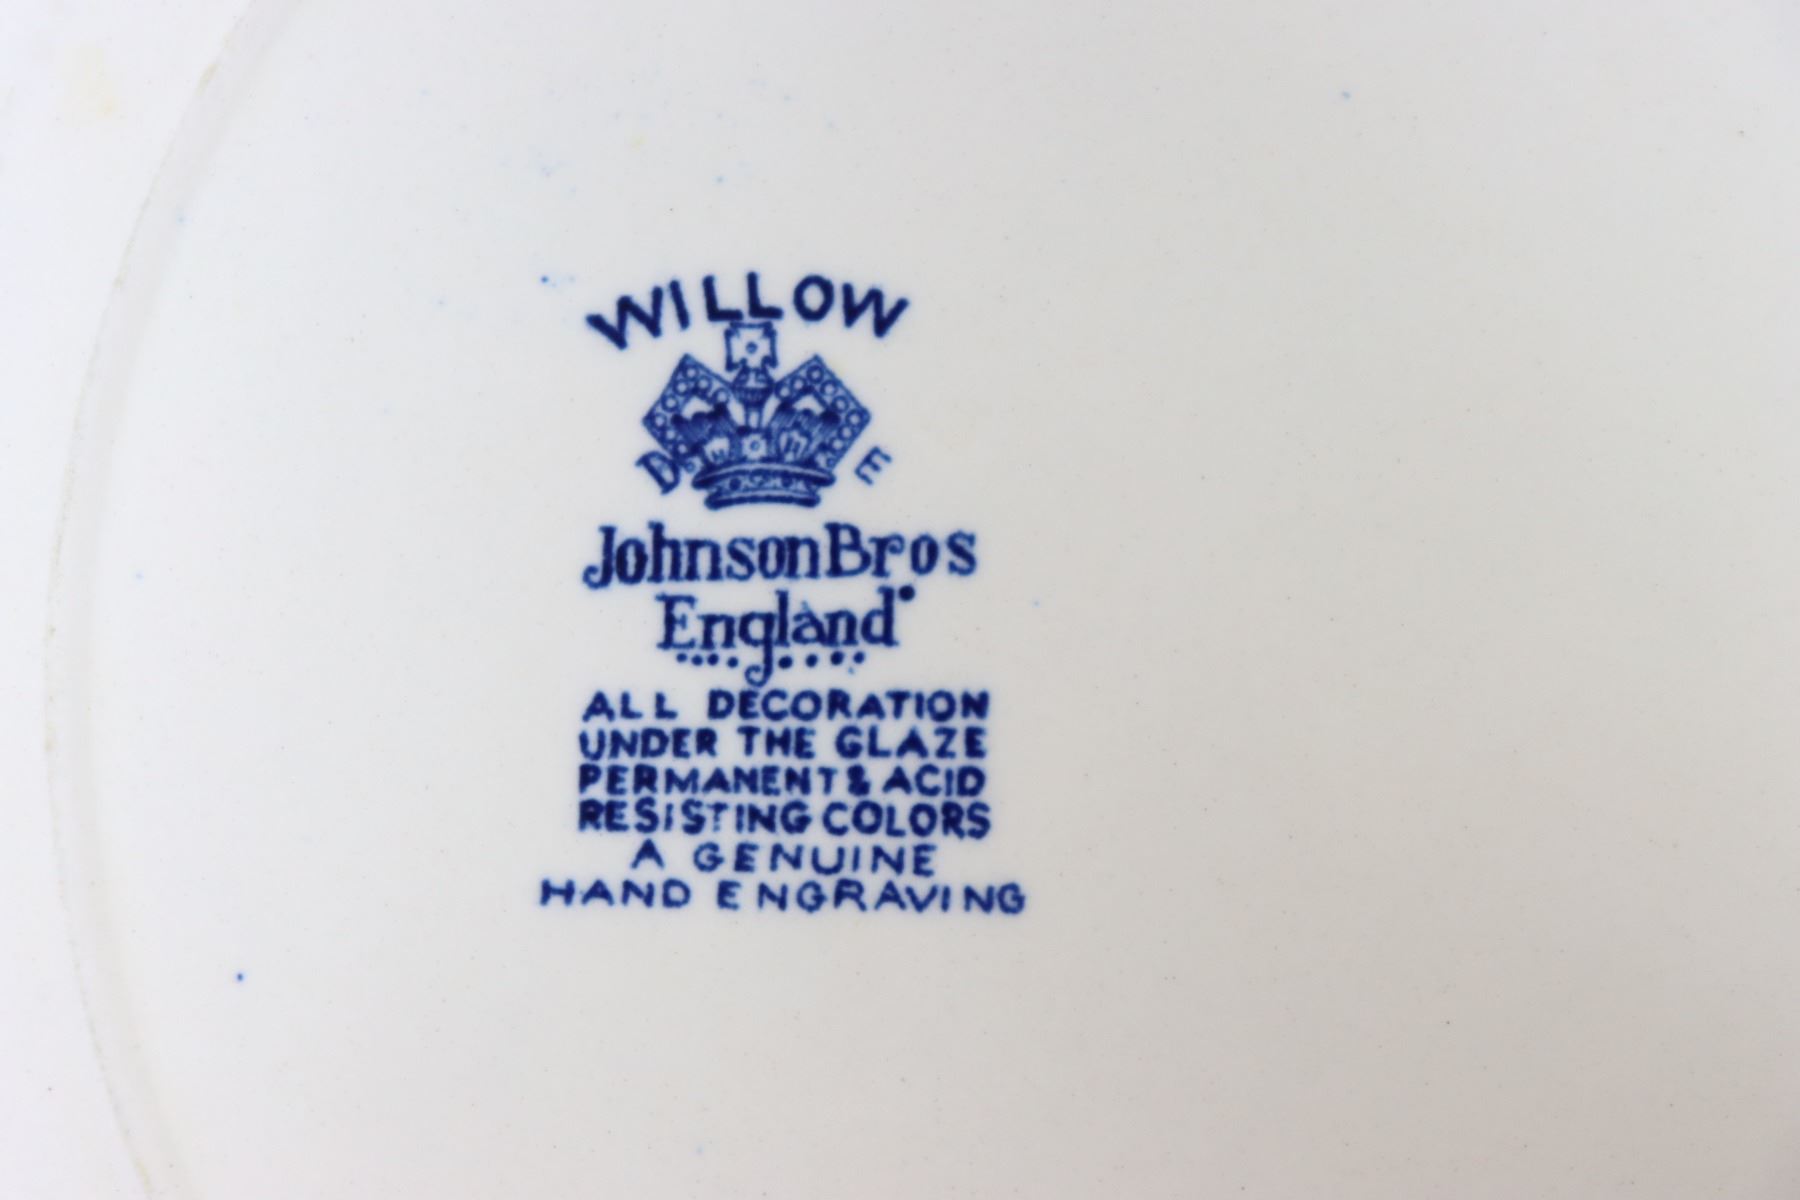 WILLOW
D E
Johnson Bros
England
ALL DECORATION
UNDER THE GLAZE
PERMANENT & ACID
RESISTING COLORS
A GENUINE
HAND ENGRAVING